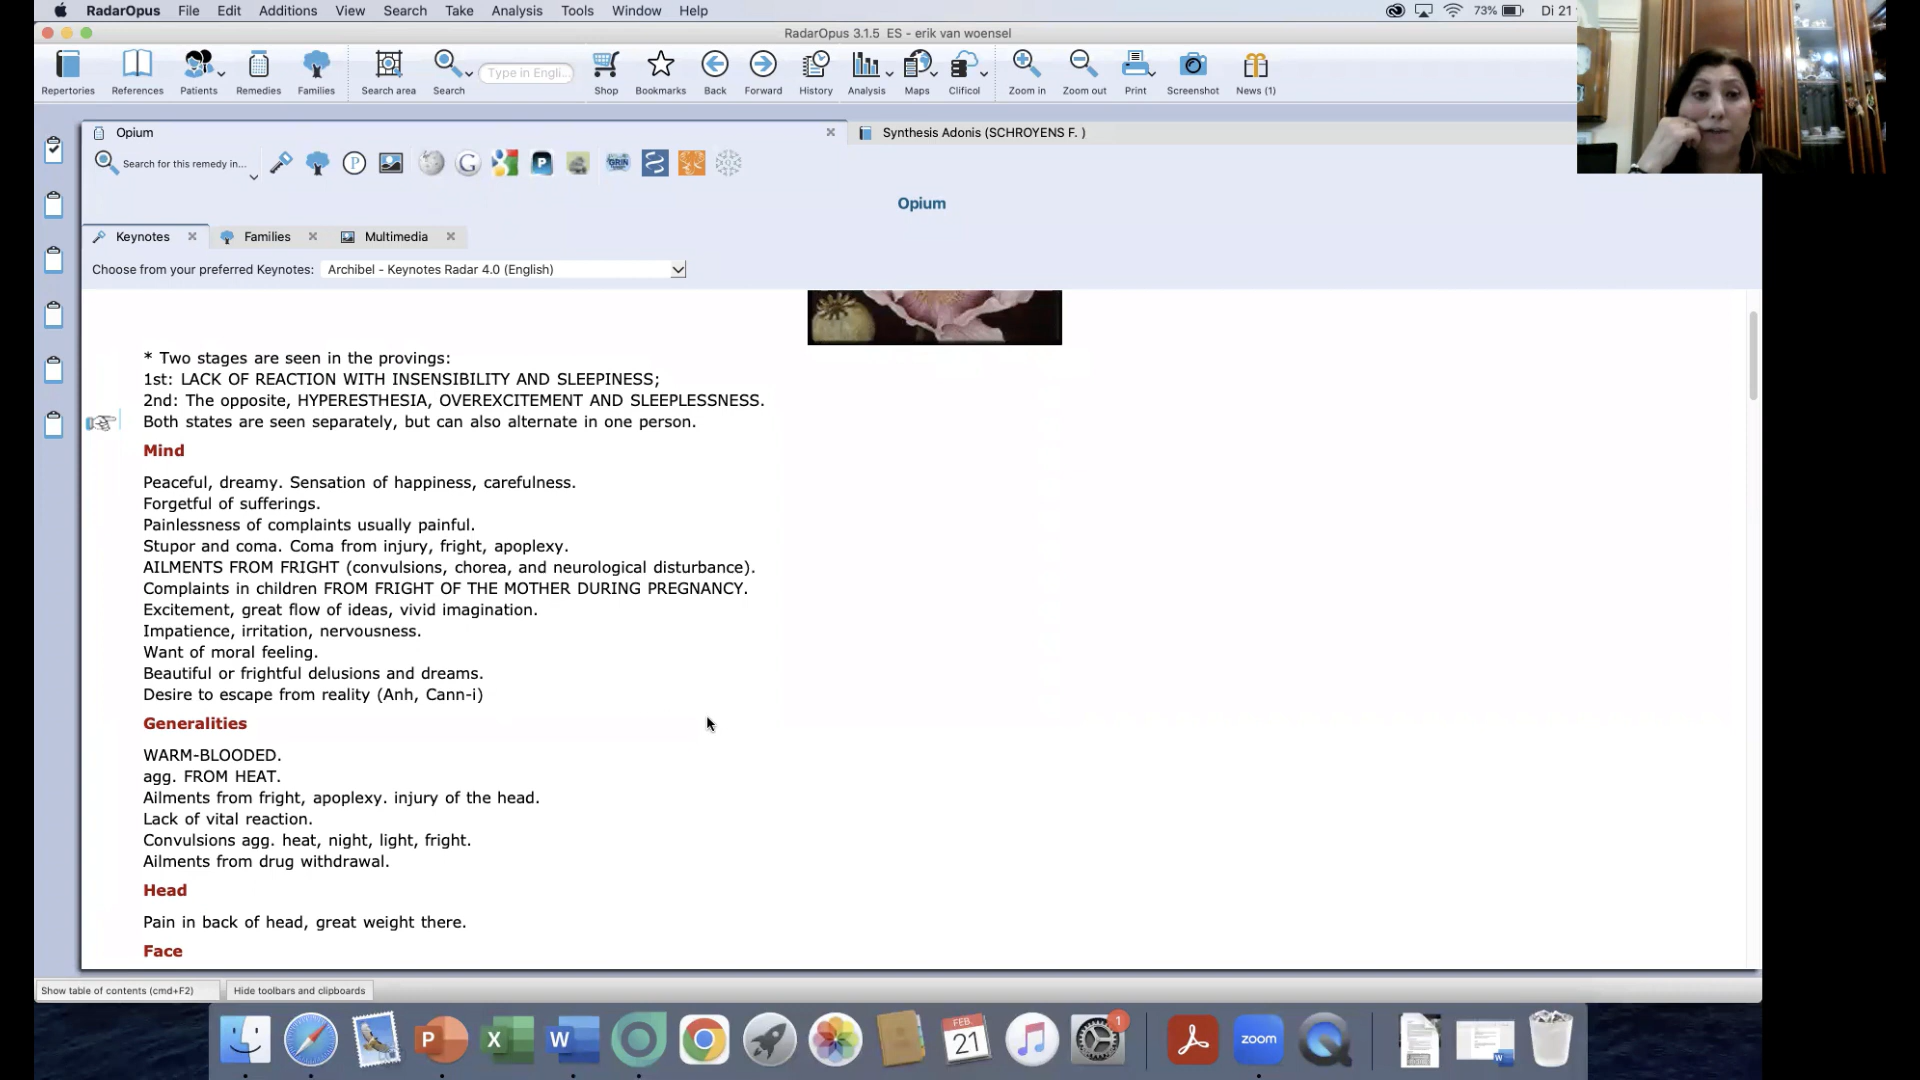 RadarOpus File Edit Additions View Search Take Analysis Tools Window Help 73% Di 21
RadarOpus 3.1.5 ES - erik van woensel
Repertories References Patients Remedies Families Search area Search Type in Engli... Shop Bookmarks Back Forward History Analysis Maps Clificol Zoom in Zoom out Print Screenshot News (1)
Opium Synthesis Adonis (SCHROYENS F. )
Search for this remedy in... P G P GRIN
Opium
Keynotes Families Multimedia
Choose from your preferred Keynotes: Archibel - Keynotes Radar 4.0 (English)
* Two stages are seen in the provings:
1st: LACK OF REACTION WITH INSENSIBILITY AND SLEEPINESS;
2nd: The opposite, HYPERESTHESIA, OVEREXCITEMENT AND SLEEPLESSNESS.
Both states are seen separately, but can also alternate in one person.
Mind
Peaceful, dreamy. Sensation of happiness, carefulness.
Forgetful of sufferings.
Painlessness of complaints usually painful.
Stupor and coma. Coma from injury, fright, apoplexy.
AILMENTS FROM FRIGHT (convulsions, chorea, and neurological disturbance).
Complaints in children FROM FRIGHT OF THE MOTHER DURING PREGNANCY.
Excitement, great flow of ideas, vivid imagination.
Impatience, irritation, nervousness.
Want of moral feeling.
Beautiful or frightful delusions and dreams.
Desire to escape from reality (Anh, Cann-i)
Generalities
WARM-BLOODED.
agg. FROM HEAT.
Ailments from fright, apoplexy. injury of the head.
Lack of vital reaction.
Convulsions agg. heat, night, light, fright.
Ailments from drug withdrawal.
Head
Pain in back of head, great weight there.
Face
Show table of contents (cmd+F2) Hide toolbars and clipboards
P X W FEB. 21 1 zoom W